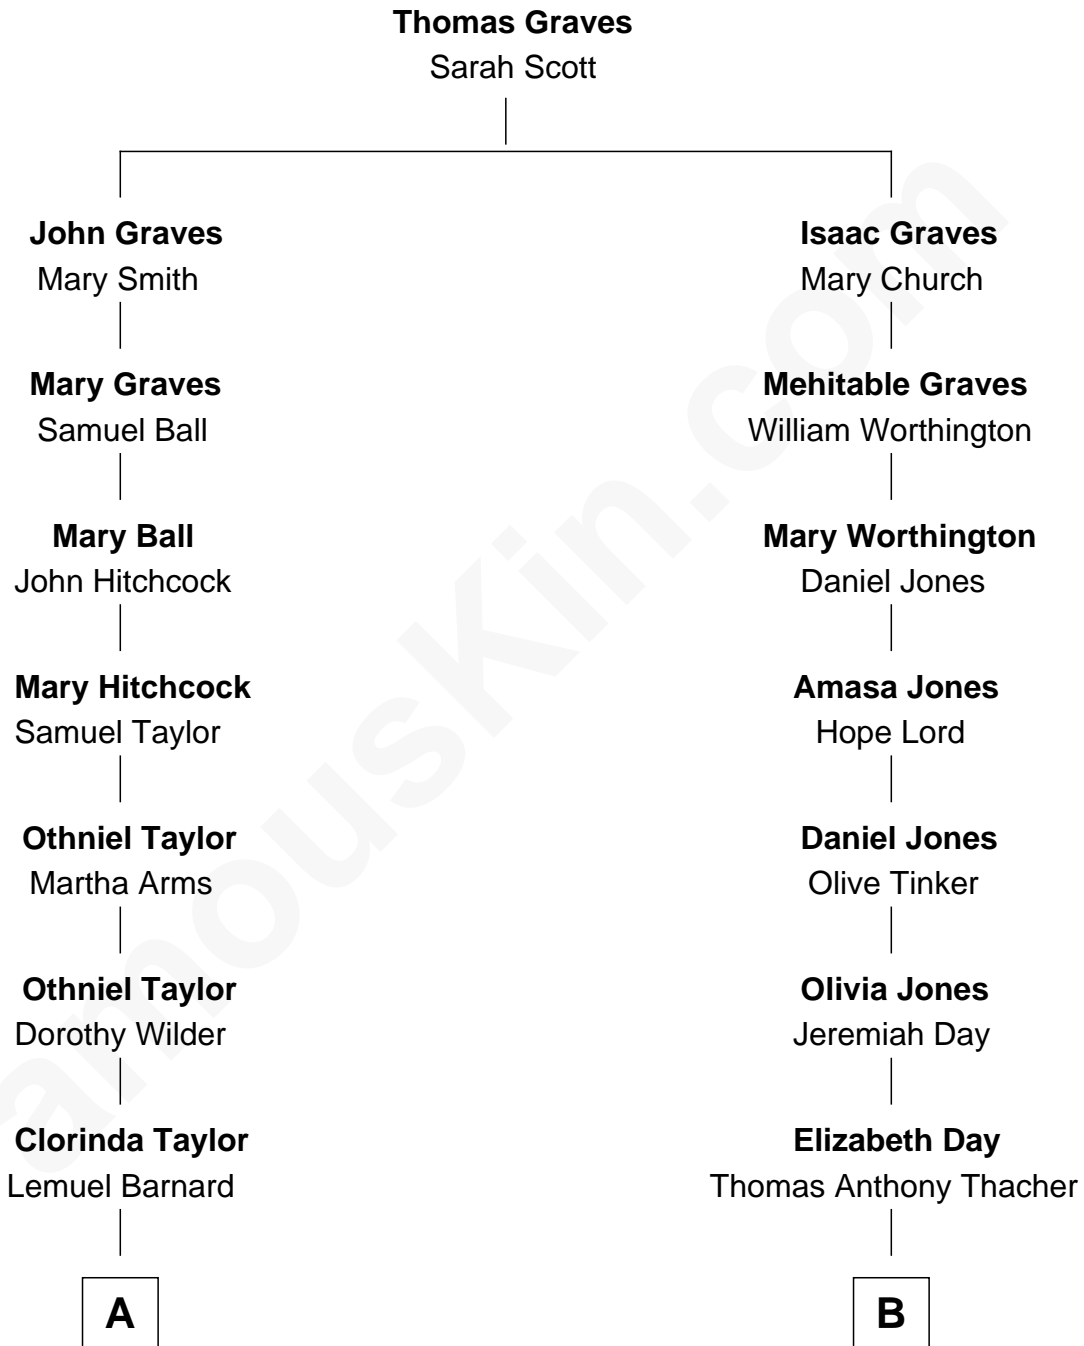 Thomas Graves
Sarah Scott
John Graves
Mary Smith
Isaac Graves
Mary Church
Mary Graves
Samuel Ball
Mehitable Graves
William Worthington
Mary Ball
John Hitchcock
Mary Worthington
Daniel Jones
Mary Hitchcock
Samuel Taylor
Amasa Jones
Hope Lord
Othniel Taylor
Martha Arms
Daniel Jones
Olive Tinker
Othniel Taylor
Dorothy Wilder
Olivia Jones
Jeremiah Day
Clorinda Taylor
Lemuel Barnard
Elizabeth Day
Thomas Anthony Thacher
A
B
amouskin.com